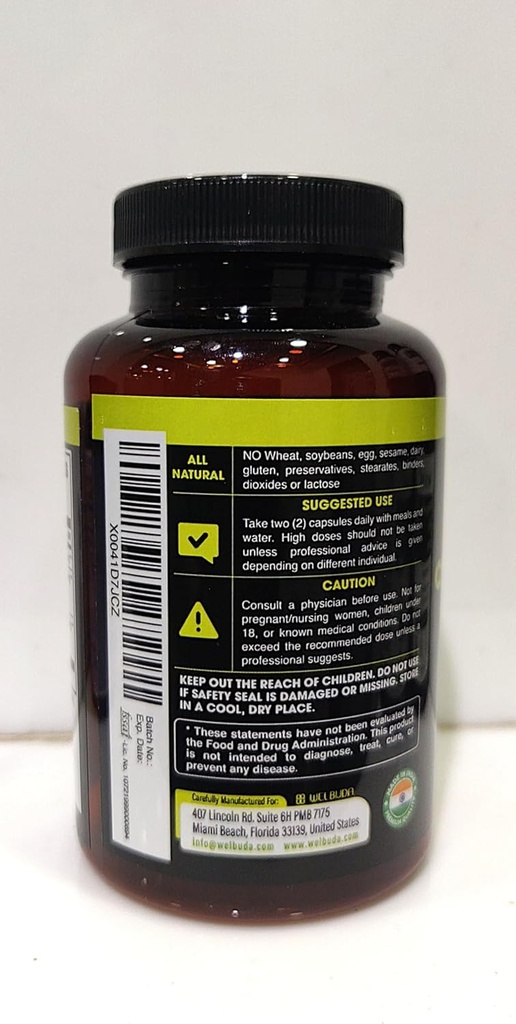 ALL
NATURAL
NO Wheat, soybeans, egg, sesame, dairy,
gluten, preservatives, stearates, binders,
dioxides or lactose
SUGGESTED USE
Take two (2) capsules daily with meals and
water. High doses should not be taken
unless professional advice is given
depending on different individual.
CAUTION
Consult a physician before use. Not for
pregnant/nursing women, children under
18, or known medical conditions. Do not
exceed the recommended dose unless a
professional suggests.
KEEP OUT THE REACH OF CHILDREN. DO NOT USE
IF SAFETY SEAL IS DAMAGED OR MISSING. STORE
IN A COOL, DRY PLACE.
* These statements have not been evaluated by
the Food and Drug Administration. This product
is not intended to diagnose, treat, cure, or
prevent any disease.
Carefully Manufactured For: WELBUDA
407 Lincoln Rd. Suite 6H PMB 7175
Miami Beach, Florida 33139, United States
info@welbuda.com www.welbuda.com
MADE IN INDIA
X0041D7JCZ
Batch No.:
Exp. Date:
fssai -Lic. No.